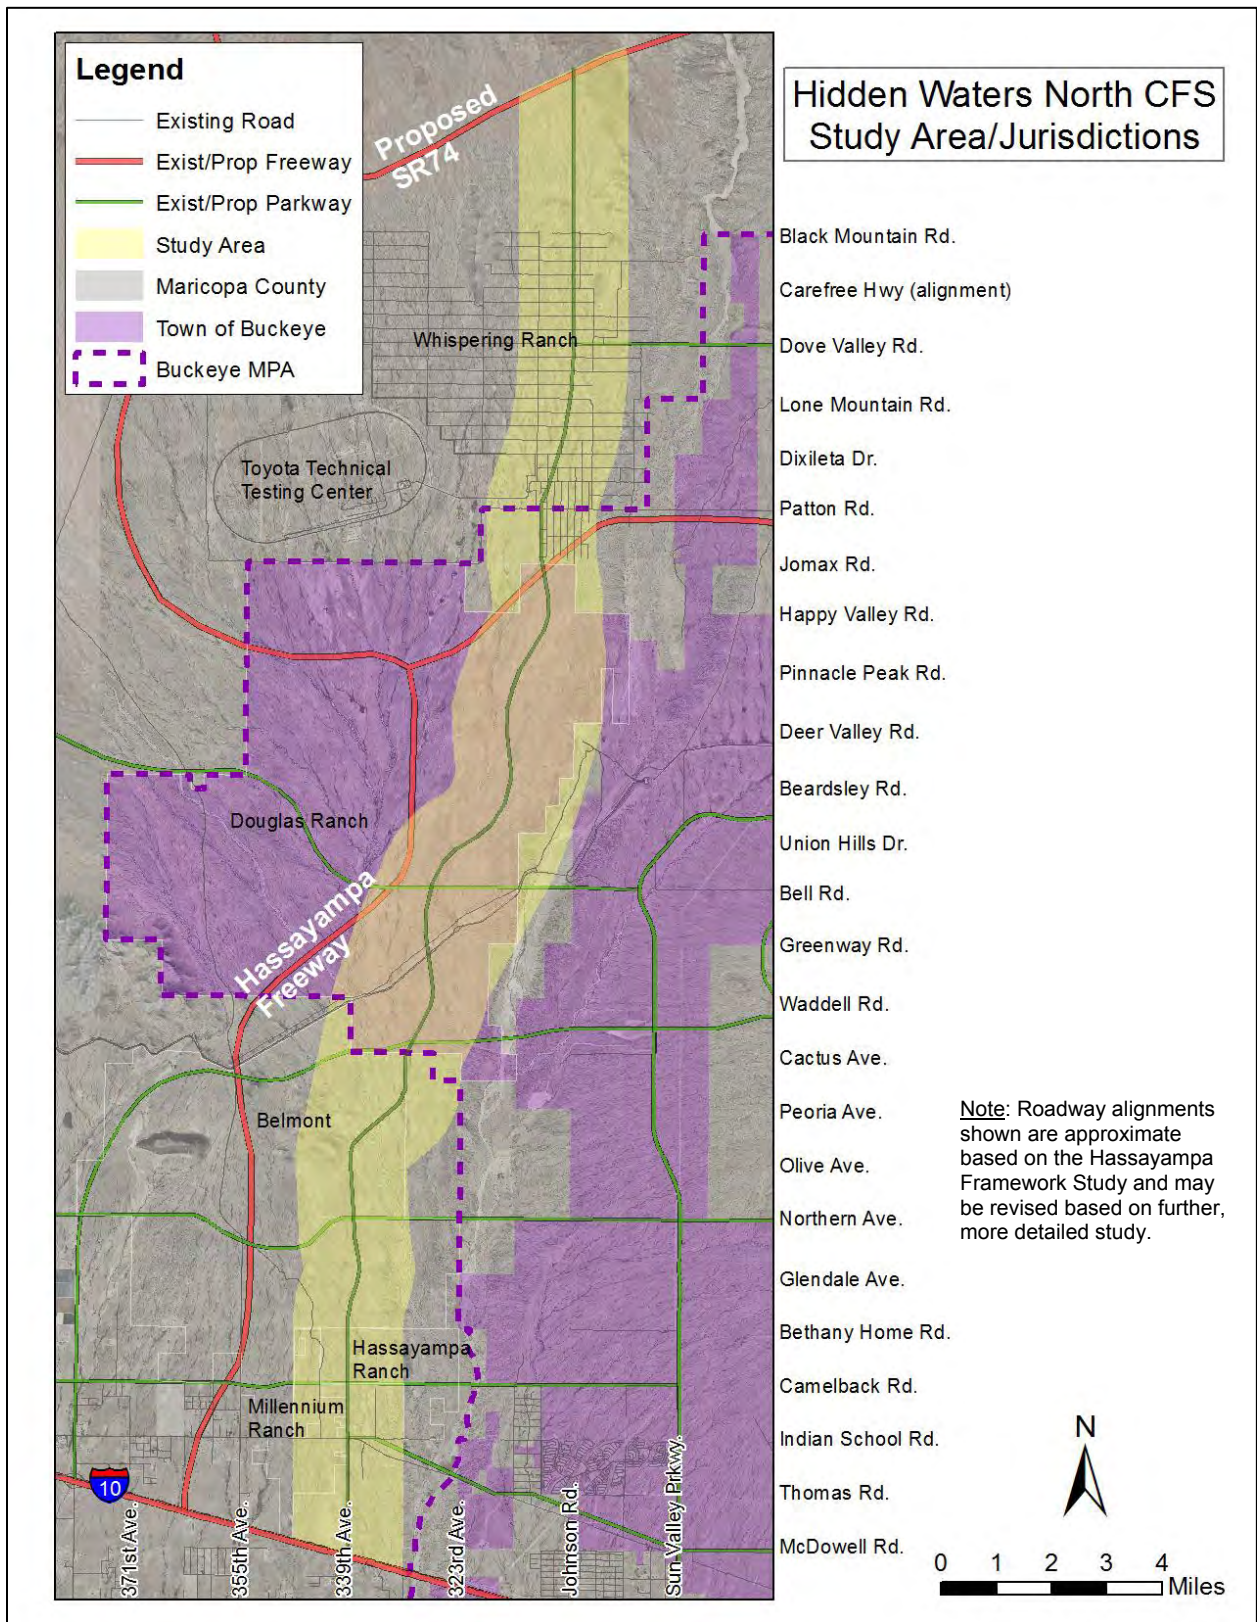 Legend
Existing Road
Exist/Prop Freeway
Exist/Prop Parkway
Study Area
Maricopa County
Town of Buckeye
Buckeye MPA
Hidden Waters North CFS
Study Area/Jurisdictions
Proposed
SR74
Whispering Ranch
Toyota Technical
Testing Center
Douglas Ranch
Hassayampa
Freeway
Belmont
Hassayampa
Ranch
Millennium
Ranch
10
371st Ave.
355th Ave.
339th Ave.
323rd Ave.
Johnson Rd.
Sun Valley Prkwy.
Black Mountain Rd.
Carefree Hwy (alignment)
Dove Valley Rd.
Lone Mountain Rd.
Dixileta Dr.
Patton Rd.
Jomax Rd.
Happy Valley Rd.
Pinnacle Peak Rd.
Deer Valley Rd.
Beardsley Rd.
Union Hills Dr.
Bell Rd.
Greenway Rd.
Waddell Rd.
Cactus Ave.
Peoria Ave.
Olive Ave.
Northern Ave.
Glendale Ave.
Bethany Home Rd.
Camelback Rd.
Indian School Rd.
Thomas Rd.
McDowell Rd.
Note: Roadway alignments
shown are approximate
based on the Hassayampa
Framework Study and may
be revised based on further,
more detailed study.
N
0 1 2 3 4
Miles